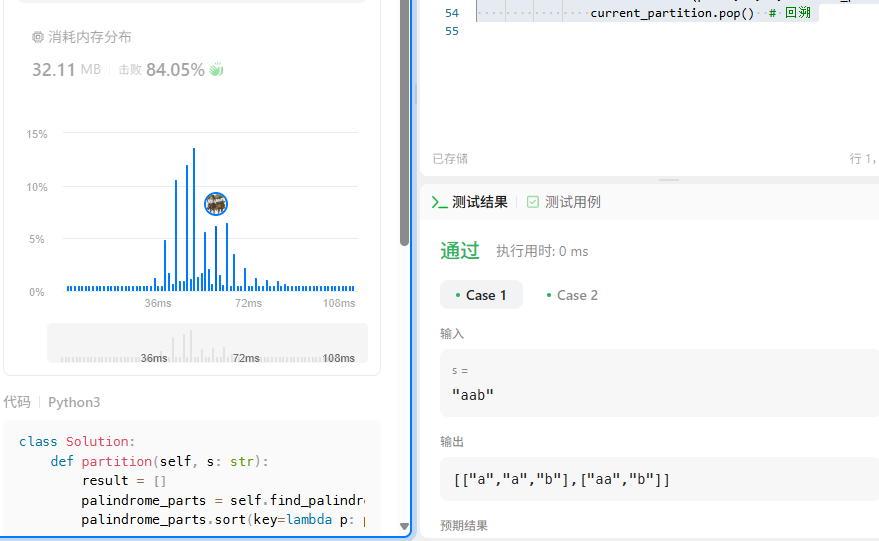 消耗内存分布
32.11 MB 击败 84.05%
15%
10%
5%
0%
36ms 72ms 108ms
36ms 72ms 108ms
代码 Python3
class Solution:
def partition(self, s: str):
result = []
palindrome_parts = self.find_palindr
palindrome_parts.sort(key=lambda p:
54 current_partition.pop() # 回溯
55
已存储
行 1,
测试结果 测试用例
通过 执行用时: 0 ms
Case 1 Case 2
输入
s =
"aab"
输出
[["a","a","b"],["aa","b"]]
预期结果